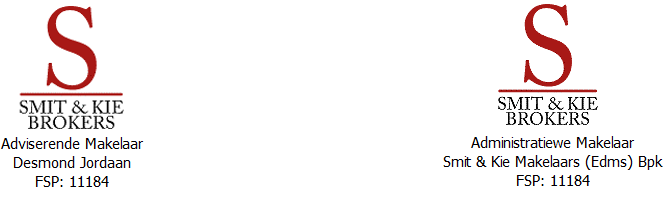 S
SMIT & KIE
BROKERS
Adviserende Makelaar
Desmond Jordaan
FSP: 11184
S
SMIT & KIE
BROKERS
Administratiewe Makelaar
Smit & Kie Makelaars (Edms) Bpk
FSP: 11184